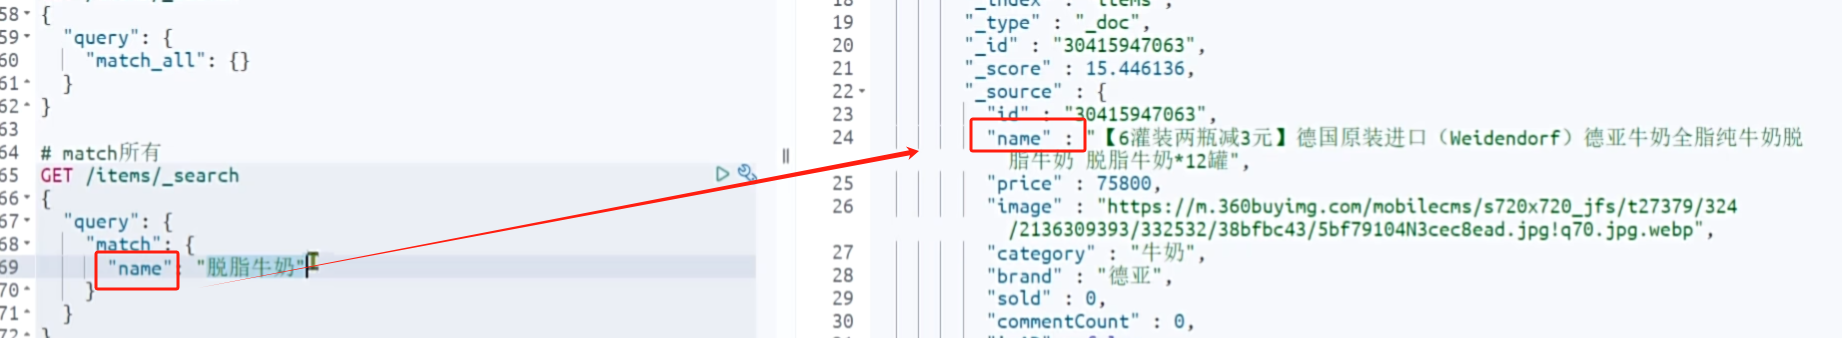 58 {
59 "query": {
60 "match_all": {}
61 }
62 }
63
64 # match所有
65 GET /items/_search
66 {
67 "query": {
68 "match": {
69 "name": "脱脂牛奶"
70 }
71 }
72 }
18 "_index" : "items",
19 "_type" : "_doc",
20 "_id" : "30415947063",
21 "_score" : 15.446136,
22 "_source" : {
23 "id" : "30415947063",
24 "name" : "【6灌装两瓶减3元】德国原装进口（Weidendorf）德亚牛奶全脂纯牛奶脱
脂牛奶 脱脂牛奶*12罐",
25 "price" : 75800,
26 "image" : "https://m.360buyimg.com/mobilecms/s720x720_jfs/t27379/324
/2136309393/332532/38bfbc43/5bf79104N3cec8ead.jpg!q70.jpg.webp",
27 "category" : "牛奶",
28 "brand" : "德亚",
29 "sold" : 0,
30 "commentCount" : 0,